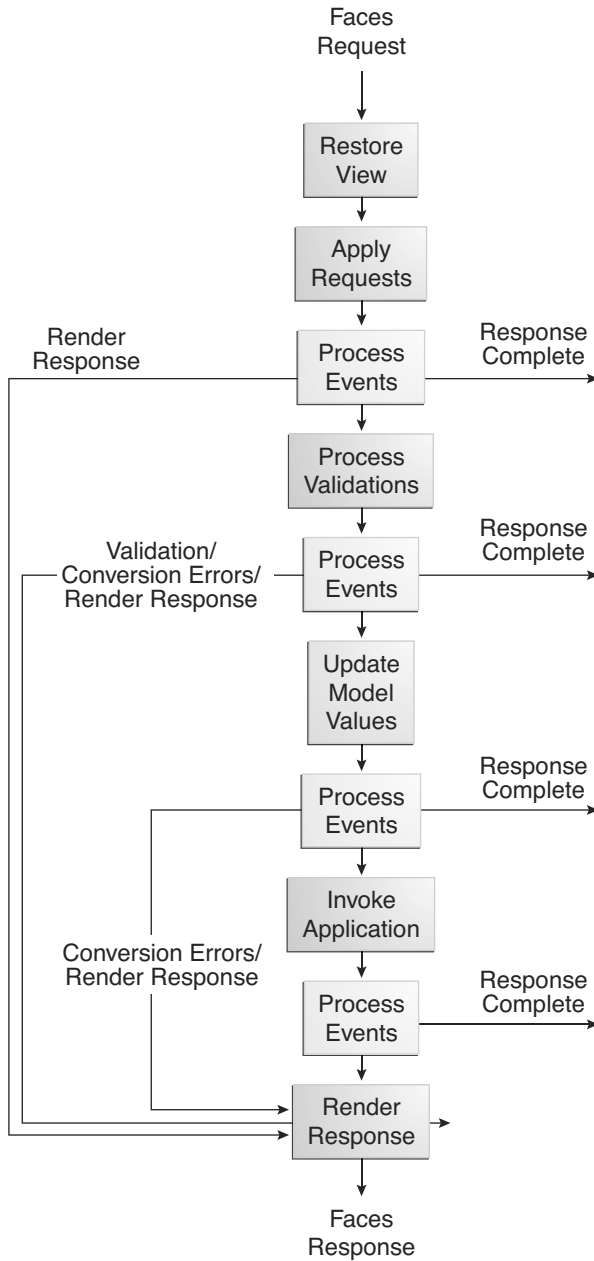 Faces
Request
Restore
View
Apply
Requests
Render
Response
Process
Events
Response
Complete
Process
Validations
Validation/
Conversion Errors/
Render Response
Process
Events
Response
Complete
Update
Model
Values
Process
Events
Response
Complete
Invoke
Application
Conversion Errors/
Render Response
Process
Events
Response
Complete
Render
Response
Faces
Response